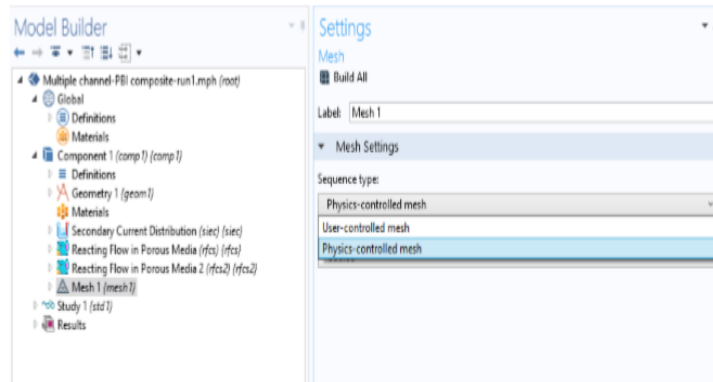 Model Builder
Multiple channel-PBI composite-run1.mph (root)
Global
Definitions
Materials
Component 1 (comp1) (comp1)
Definitions
Geometry 1 (geom1)
Materials
Secondary Current Distribution (siec) (siec)
Reacting Flow in Porous Media (rfcs) (rfcs)
Reacting Flow in Porous Media 2 (rfcs2) (rfcs2)
Mesh 1 (mesh1)
Study 1 (std1)
Results
Settings
Mesh
Build All
Label: Mesh 1
Mesh Settings
Sequence type:
Physics-controlled mesh
User-controlled mesh
Physics-controlled mesh